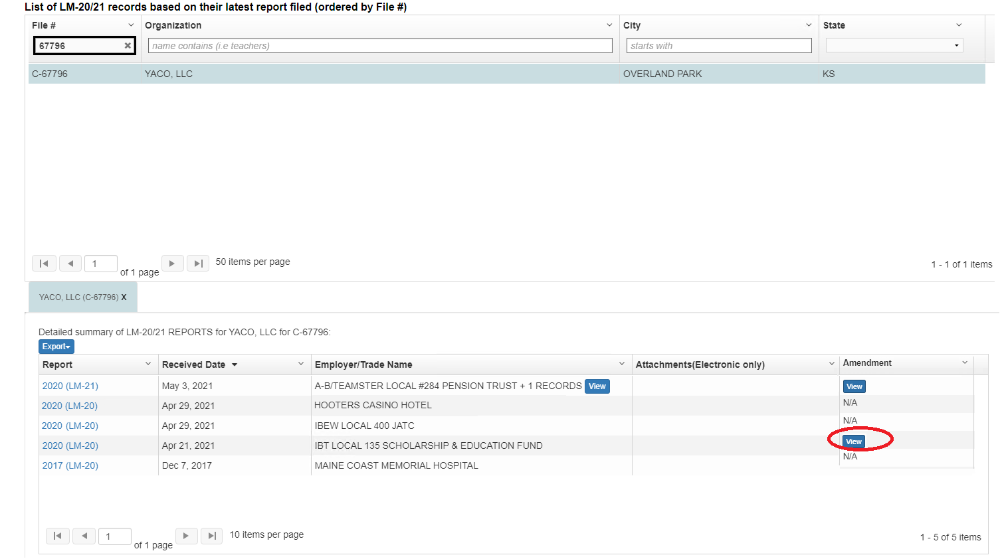 List of LM-20/21 records based on their latest report filed (ordered by File #)
File # Organization City State
67796 name contains (i.e teachers) starts with
C-67796 YACO, LLC OVERLAND PARK KS
1 of 1 page 50 items per page 1 - 1 of 1 items
YACO, LLC (C-67796) X
Detailed summary of LM-20/21 REPORTS for YACO, LLC for C-67796:
Export
Report Received Date Employer/Trade Name Attachments(Electronic only) Amendment
2020 (LM-21) May 3, 2021 A-B/TEAMSTER LOCAL #284 PENSION TRUST + 1 RECORDS View View
2020 (LM-20) Apr 29, 2021 HOOTERS CASINO HOTEL N/A
2020 (LM-20) Apr 29, 2021 IBEW LOCAL 400 JATC N/A
2020 (LM-20) Apr 21, 2021 IBT LOCAL 135 SCHOLARSHIP & EDUCATION FUND View
2017 (LM-20) Dec 7, 2017 MAINE COAST MEMORIAL HOSPITAL N/A
1 of 1 page 10 items per page 1 - 5 of 5 items